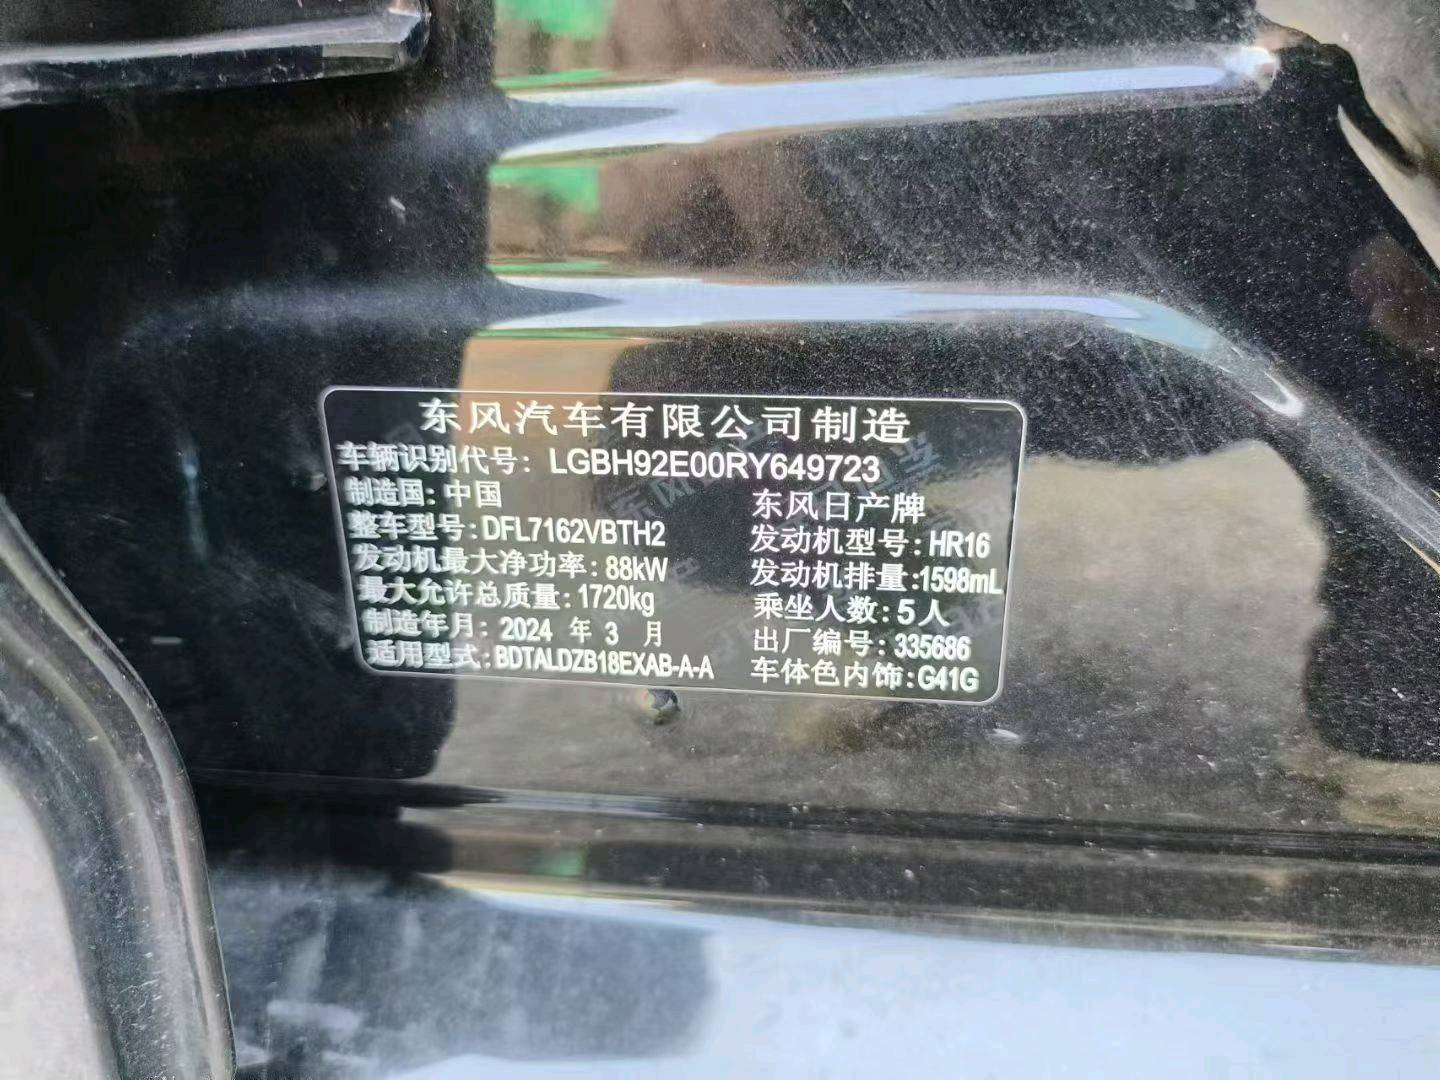 东风汽车有限公司制造
车辆识别代号: LGBH92E00RY649723
制造国: 中国 东风日产牌
整车型号: DFL7162VBTH2 发动机型号: HR16
发动机最大净功率: 88kW 发动机排量: 1598mL
最大允许总质量: 1720kg 乘坐人数: 5人
制造年月: 2024 年 3 月 出厂编号: 335686
适用型式: BDTALDZB18EXAB-A-A 车体色内饰: G41G